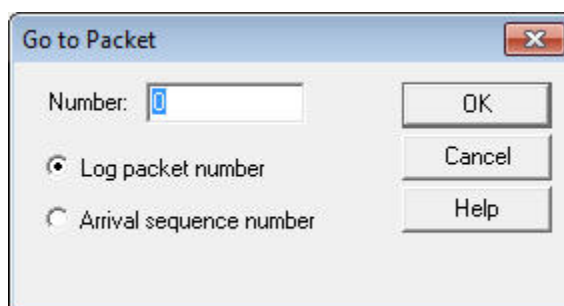 Go to Packet
Number: 0
OK
Log packet number
Cancel
Arrival sequence number
Help